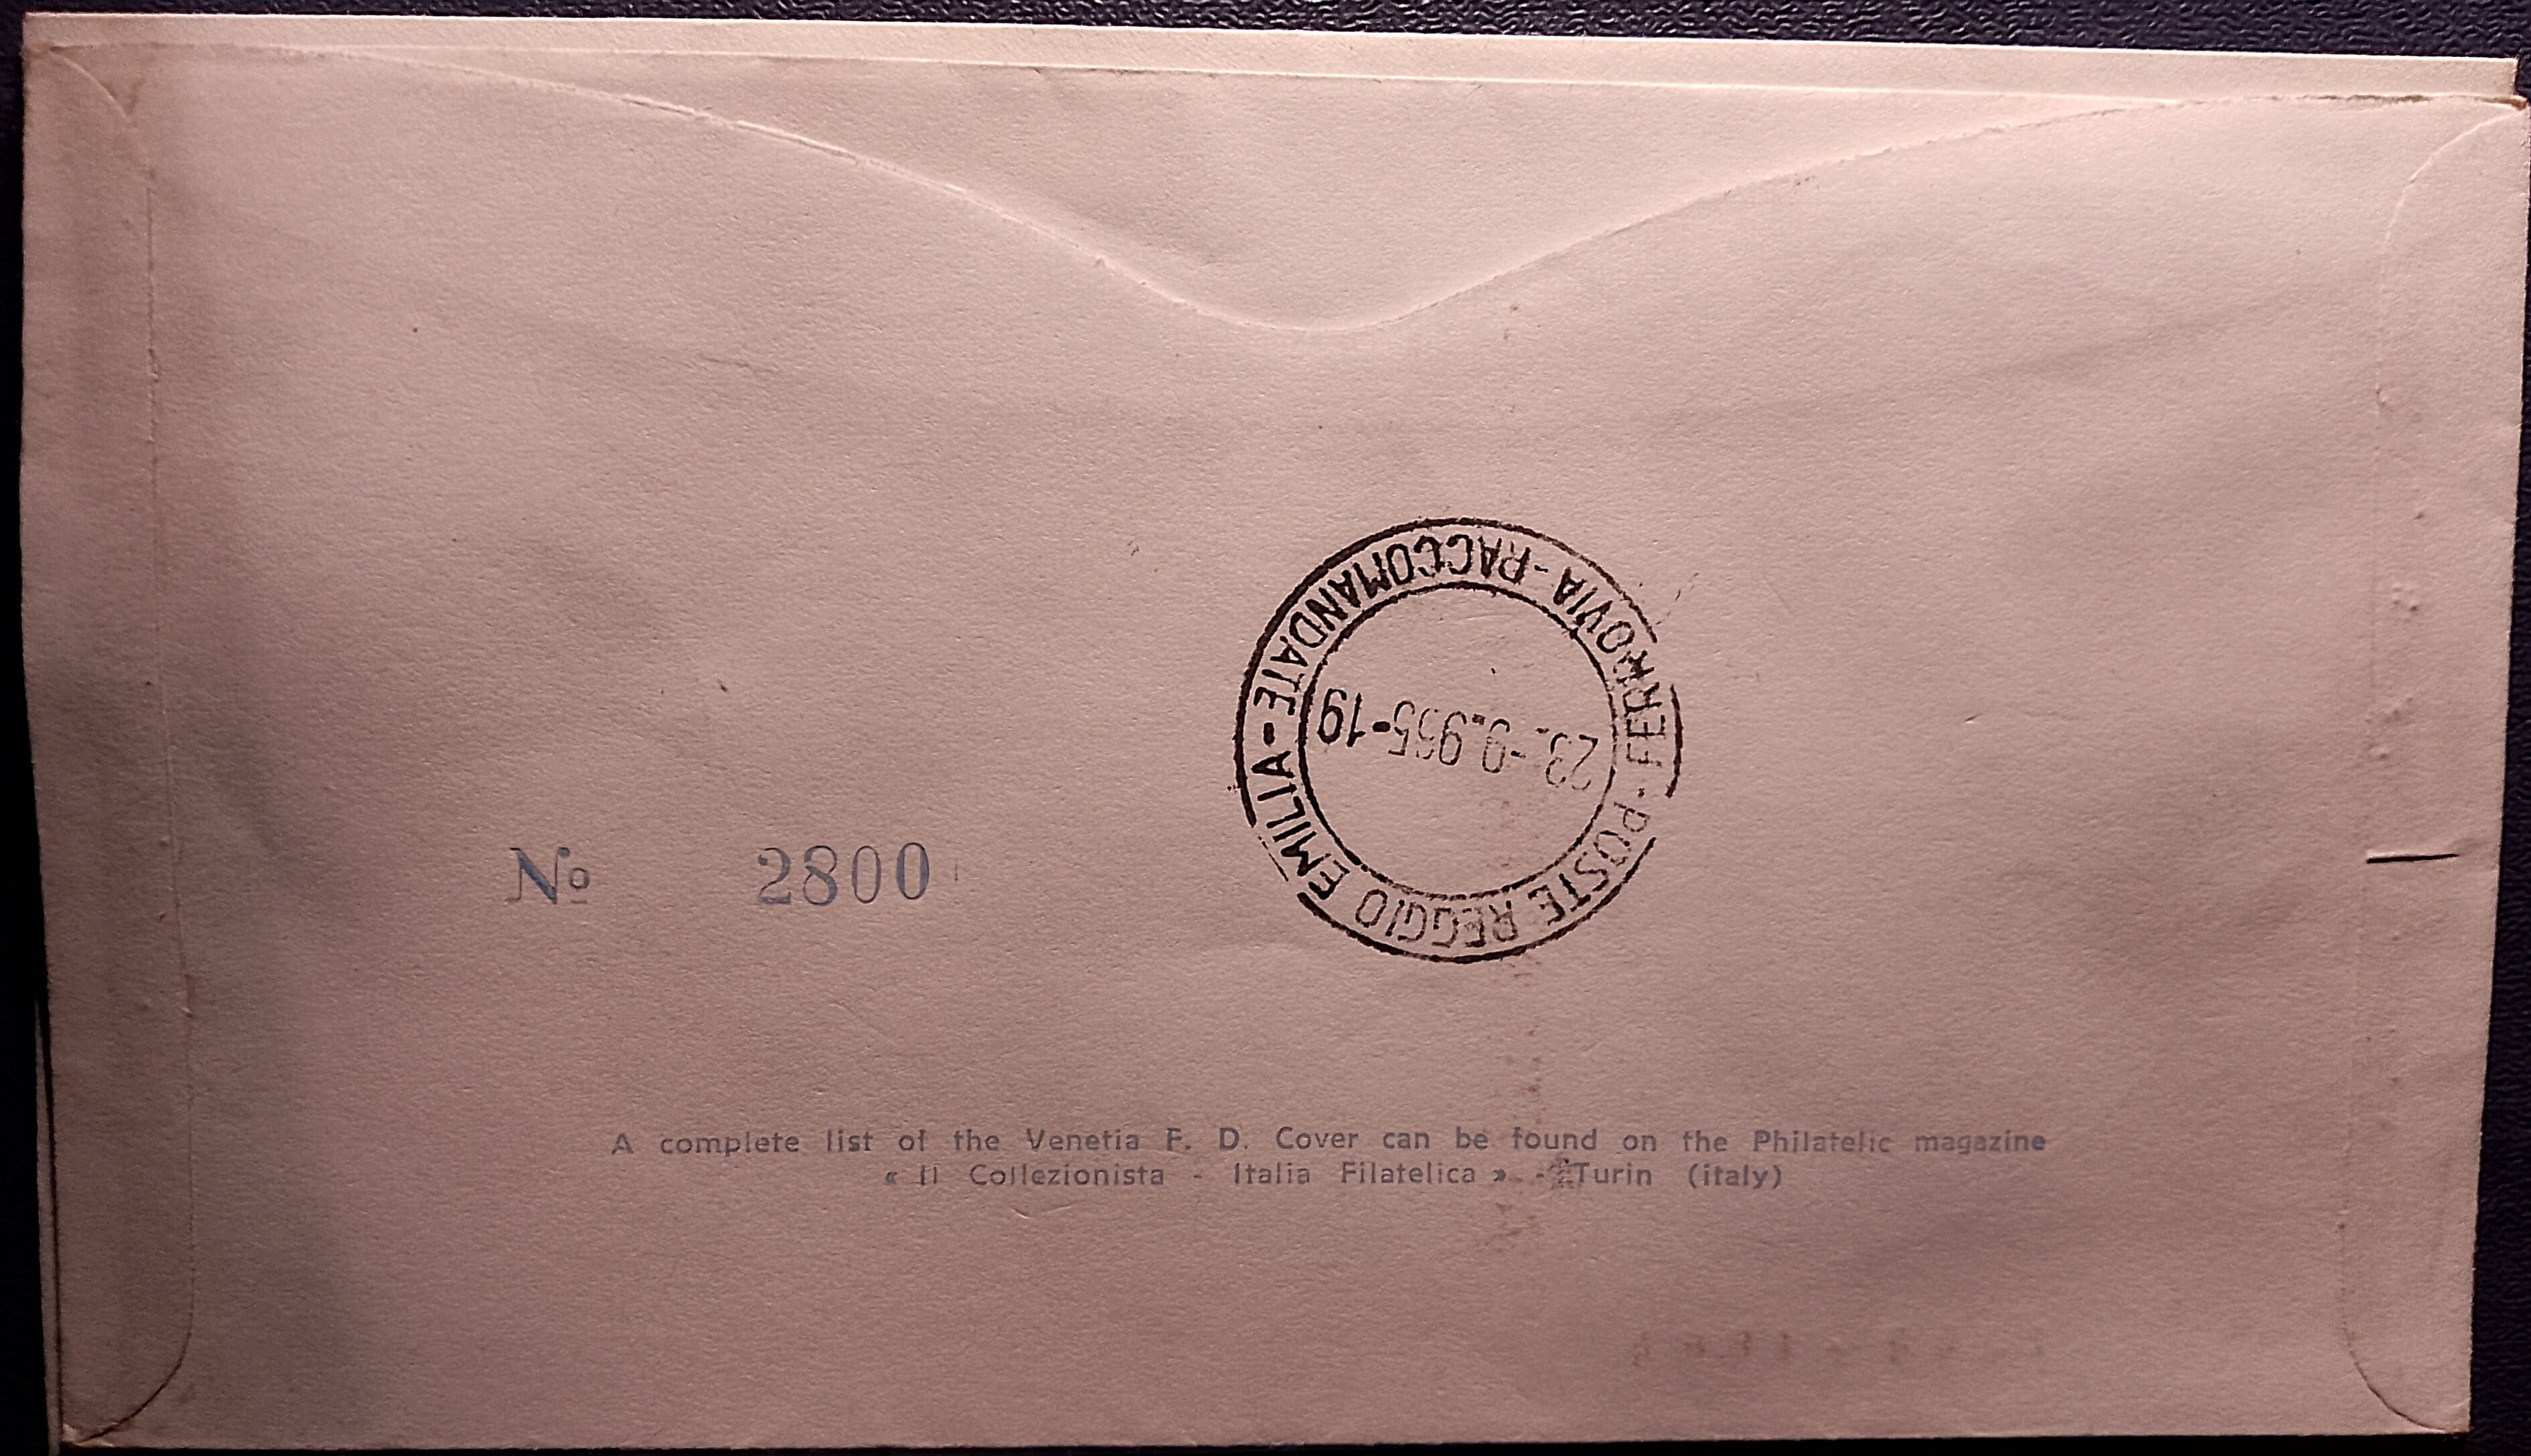 POSTE REGGIO EMILIA -
23.-9.965-19
FERROVIA - RACCOMANDATE -
No 2800
A complete list of the Venetia F. D. Cover can be found on the Philatelic magazine
« Il Collezionista - Italia Filatelica » - Turin (italy)